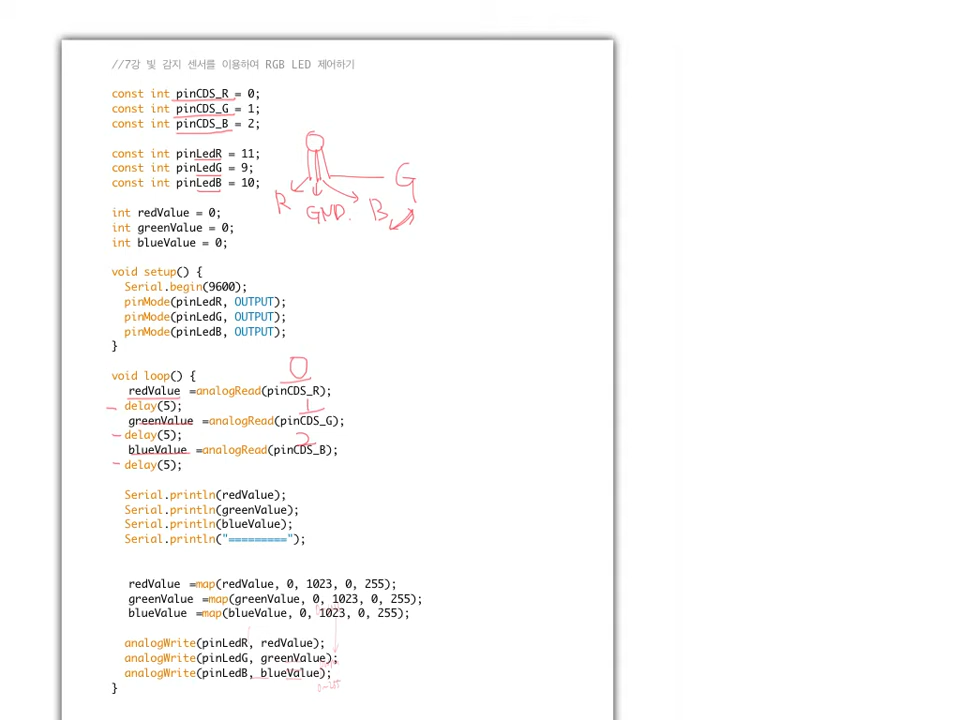 //7강 빛 감지 센서를 이용하여 RGB LED 제어하기
const int pinCDS_R = 0;
const int pinCDS_G = 1;
const int pinCDS_B = 2;
const int pinLedR = 11;
const int pinLedG = 9;
const int pinLedB = 10;
G
R
GND.
B
int redValue = 0;
int greenValue = 0;
int blueValue = 0;
void setup() {
Serial.begin(9600);
pinMode(pinLedR, OUTPUT);
pinMode(pinLedG, OUTPUT);
pinMode(pinLedB, OUTPUT);
}
0
void loop() {
redValue =analogRead(pinCDS_R);
delay(5);
1
greenValue =analogRead(pinCDS_G);
delay(5);
2
blueValue =analogRead(pinCDS_B);
delay(5);
Serial.println(redValue);
Serial.println(greenValue);
Serial.println(blueValue);
Serial.println("=========");
redValue =map(redValue, 0, 1023, 0, 255);
greenValue =map(greenValue, 0, 1023, 0, 255);
blueValue =map(blueValue, 0, 1023, 0, 255);
analogWrite(pinLedR, redValue);
analogWrite(pinLedG, greenValue);
analogWrite(pinLedB, blueValue);
}